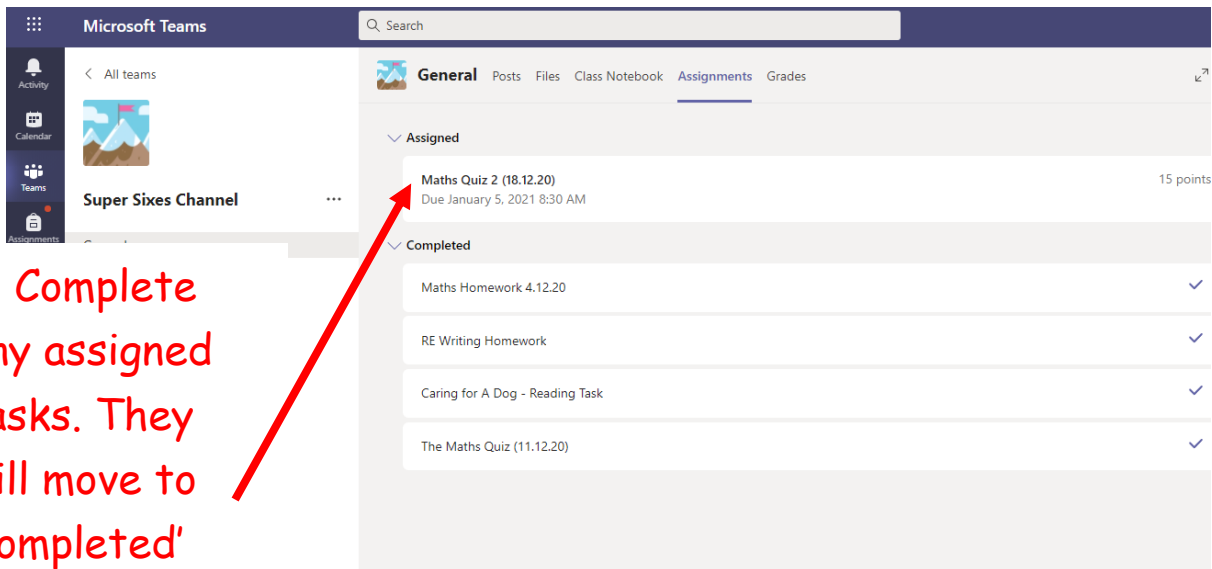 Microsoft Teams
Search
Activity
Calendar
Teams
Assignments
All teams
Super Sixes Channel
...
General Posts Files Class Notebook Assignments Grades
Assigned
Maths Quiz 2 (18.12.20)
15 points
Due January 5, 2021 8:30 AM
Completed
Maths Homework 4.12.20
RE Writing Homework
Caring for A Dog - Reading Task
The Maths Quiz (11.12.20)
Complete
assigned
They
move to